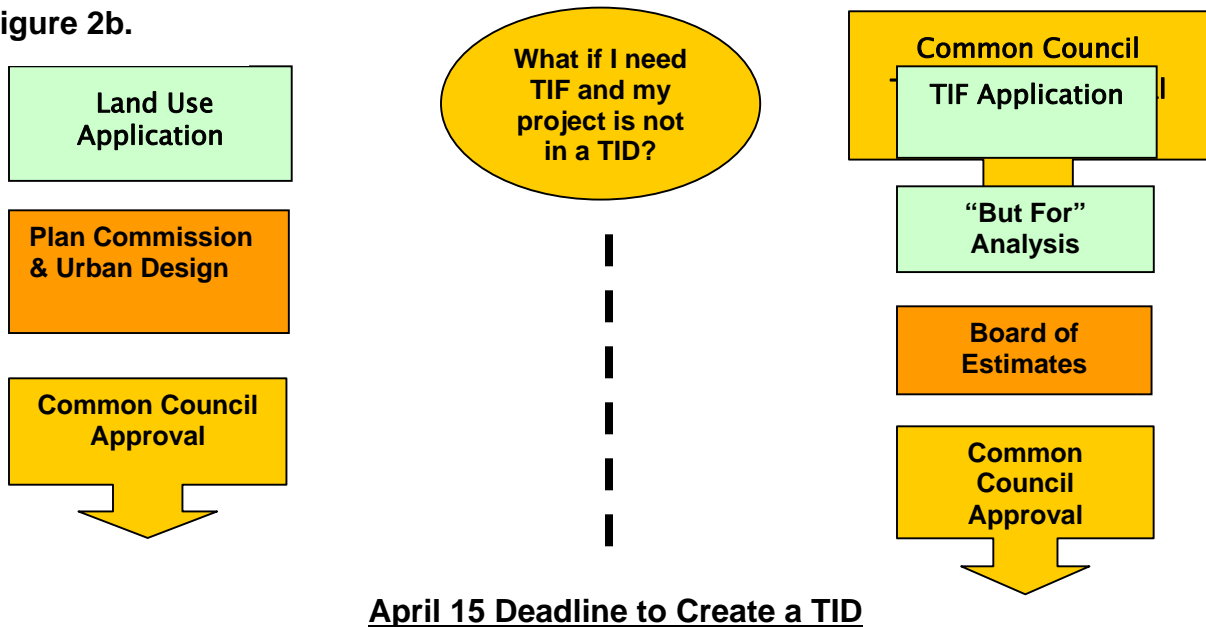 igure 2b.
Land Use
Application
Plan Commission
& Urban Design
Common Council
Approval
What if I need
TIF and my
project is not
in a TID?
Common Council
TIF Application
“But For”
Analysis
Board of
Estimates
Common
Council
Approval
April 15 Deadline to Create a TID